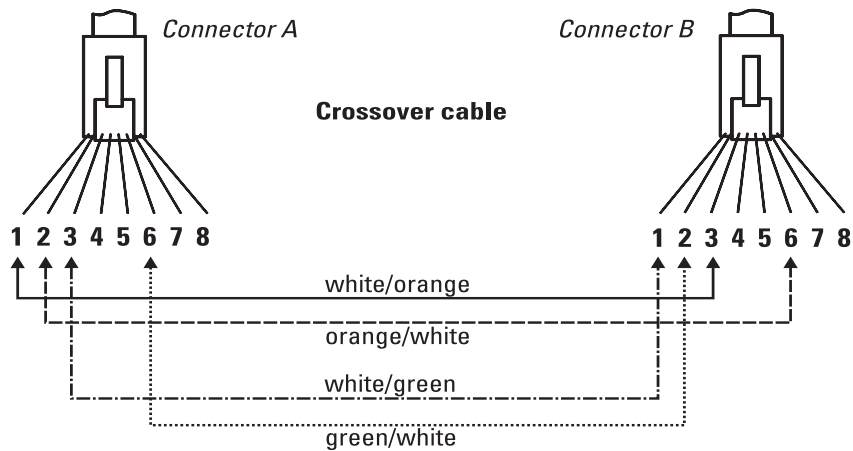 Connector A
Connector B
Crossover cable
1 2 3 4 5 6 7 8
1 2 3 4 5 6 7 8
white/orange
orange/white
white/green
green/white